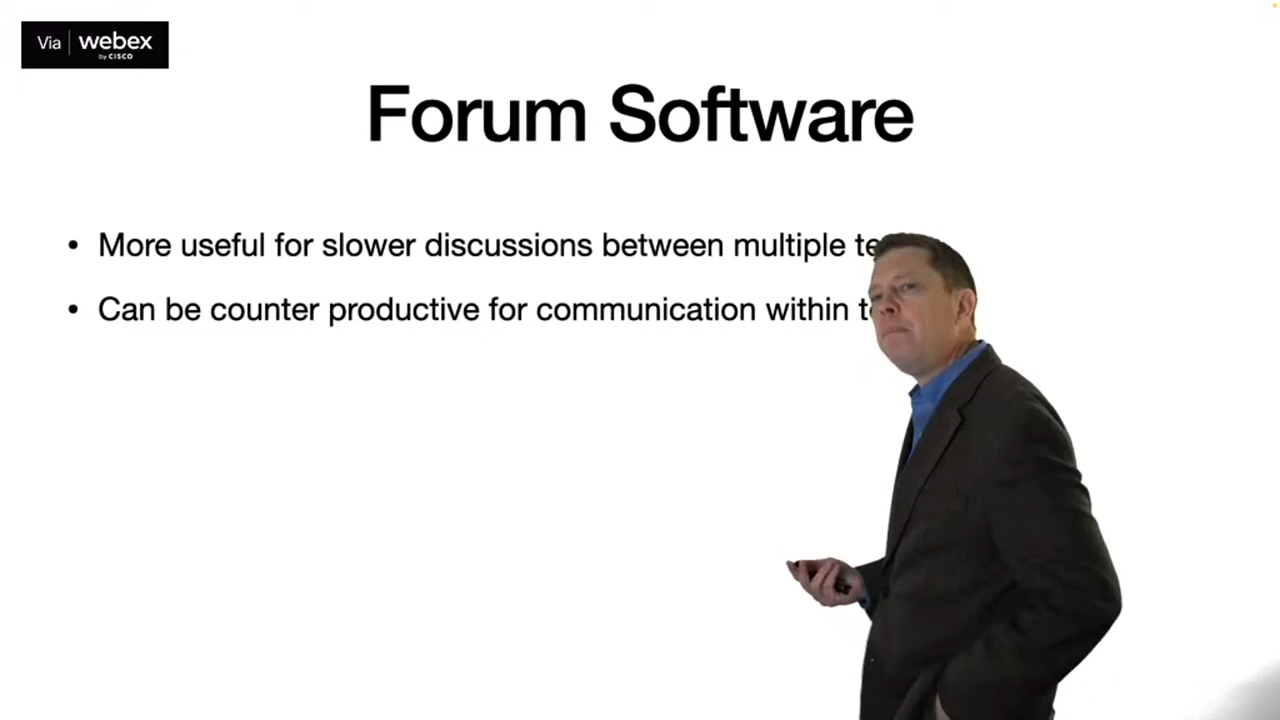 Via webex
by CISCO
Forum Software
• More useful for slower discussions between multiple
• Can be counter productive for communication within